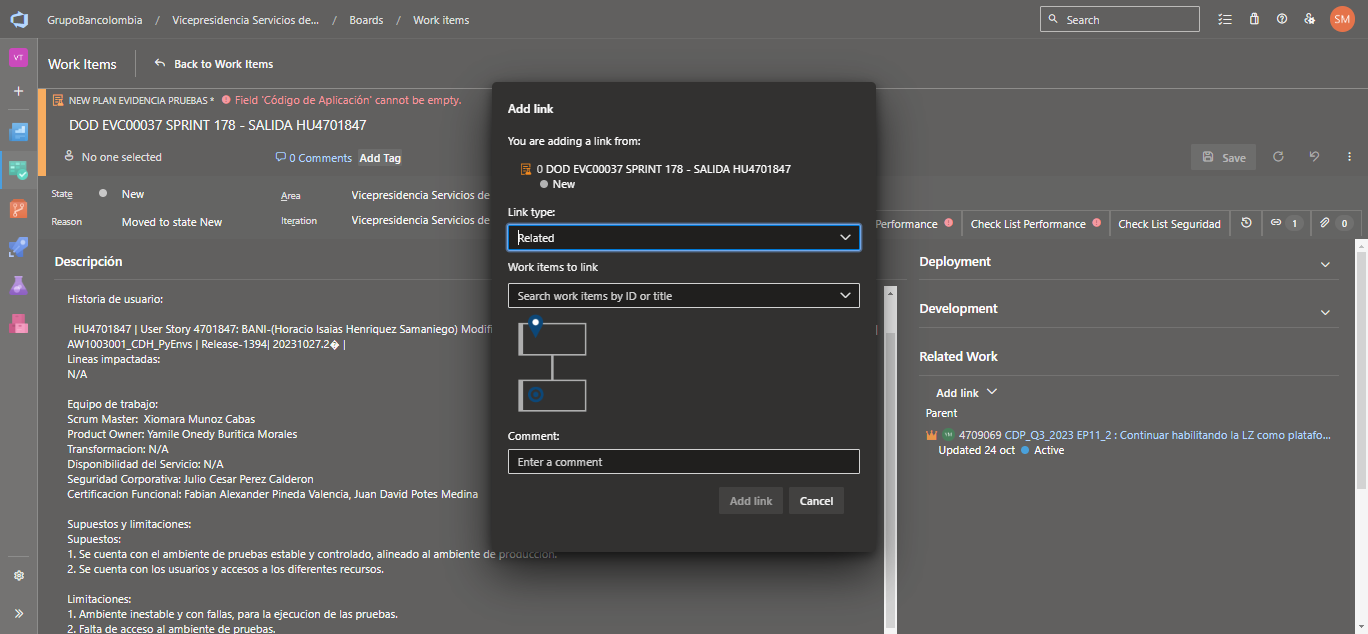 GrupoBancolombia / Vicepresidencia Servicios de... / Boards / Work items
Search
SM
VT
Work Items
Back to Work Items
NEW PLAN EVIDENCIA PRUEBAS * Field 'Código de Aplicación' cannot be empty.
DOD EVC00037 SPRINT 178 - SALIDA HU4701847
No one selected
0 Comments
Add Tag
Save
State
New
Area
Vicepresidencia Servicios de
Reason
Moved to state New
Iteration
Vicepresidencia Servicios de
Performance
Check List Performance
Check List Seguridad
1
0
Descripción
Historia de usuario:
HU4701847 | User Story 4701847: BANI-(Horacio Isaias Henriquez Samaniego) Modifi
AW1003001_CDH_PyEnvs | Release-1394| 20231027.2� |
Lineas impactadas:
N/A
Equipo de trabajo:
Scrum Master: Xiomara Munoz Cabas
Product Owner: Yamile Onedy Buritica Morales
Transformacion: N/A
Disponibilidad del Servicio: N/A
Seguridad Corporativa: Julio Cesar Perez Calderon
Certificacion Funcional: Fabian Alexander Pineda Valencia, Juan David Potes Medina
Supuestos y limitaciones:
Supuestos:
1. Se cuenta con el ambiente de pruebas estable y controlado, alineado al ambiente de producción.
2. Se cuenta con los usuarios y accesos a los diferentes recursos.
Limitaciones:
1. Ambiente inestable y con fallas, para la ejecucion de las pruebas.
2. Falta de acceso al ambiente de pruebas.
Add link
You are adding a link from:
0 DOD EVC00037 SPRINT 178 - SALIDA HU4701847
New
Link type:
Related
Work items to link
Search work items by ID or title
Comment:
Enter a comment
Add link
Cancel
Deployment
Development
Related Work
Add link
Parent
YM 4709069 CDP_Q3_2023 EP11_2 : Continuar habilitando la LZ como platafo...
Updated 24 oct Active